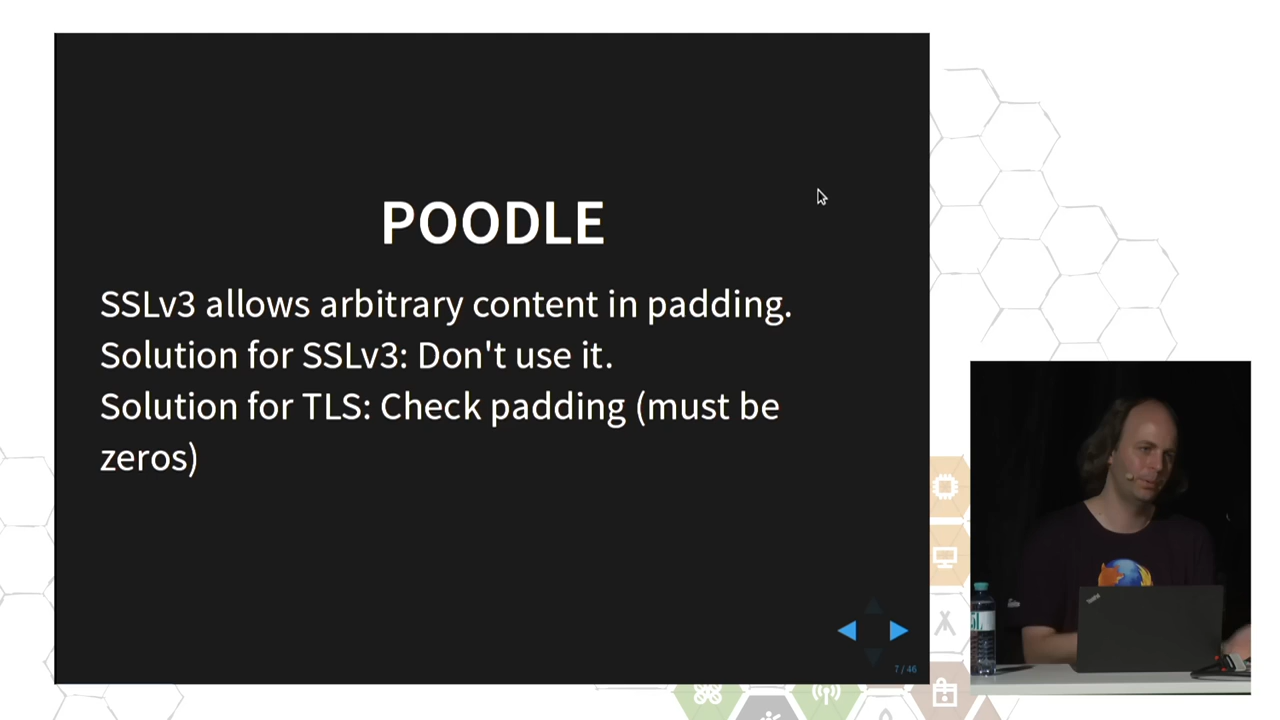 POODLE
SSLv3 allows arbitrary content in padding.
Solution for SSLv3: Don't use it.
Solution for TLS: Check padding (must be
zeros)
7 / 46
ThinkPad